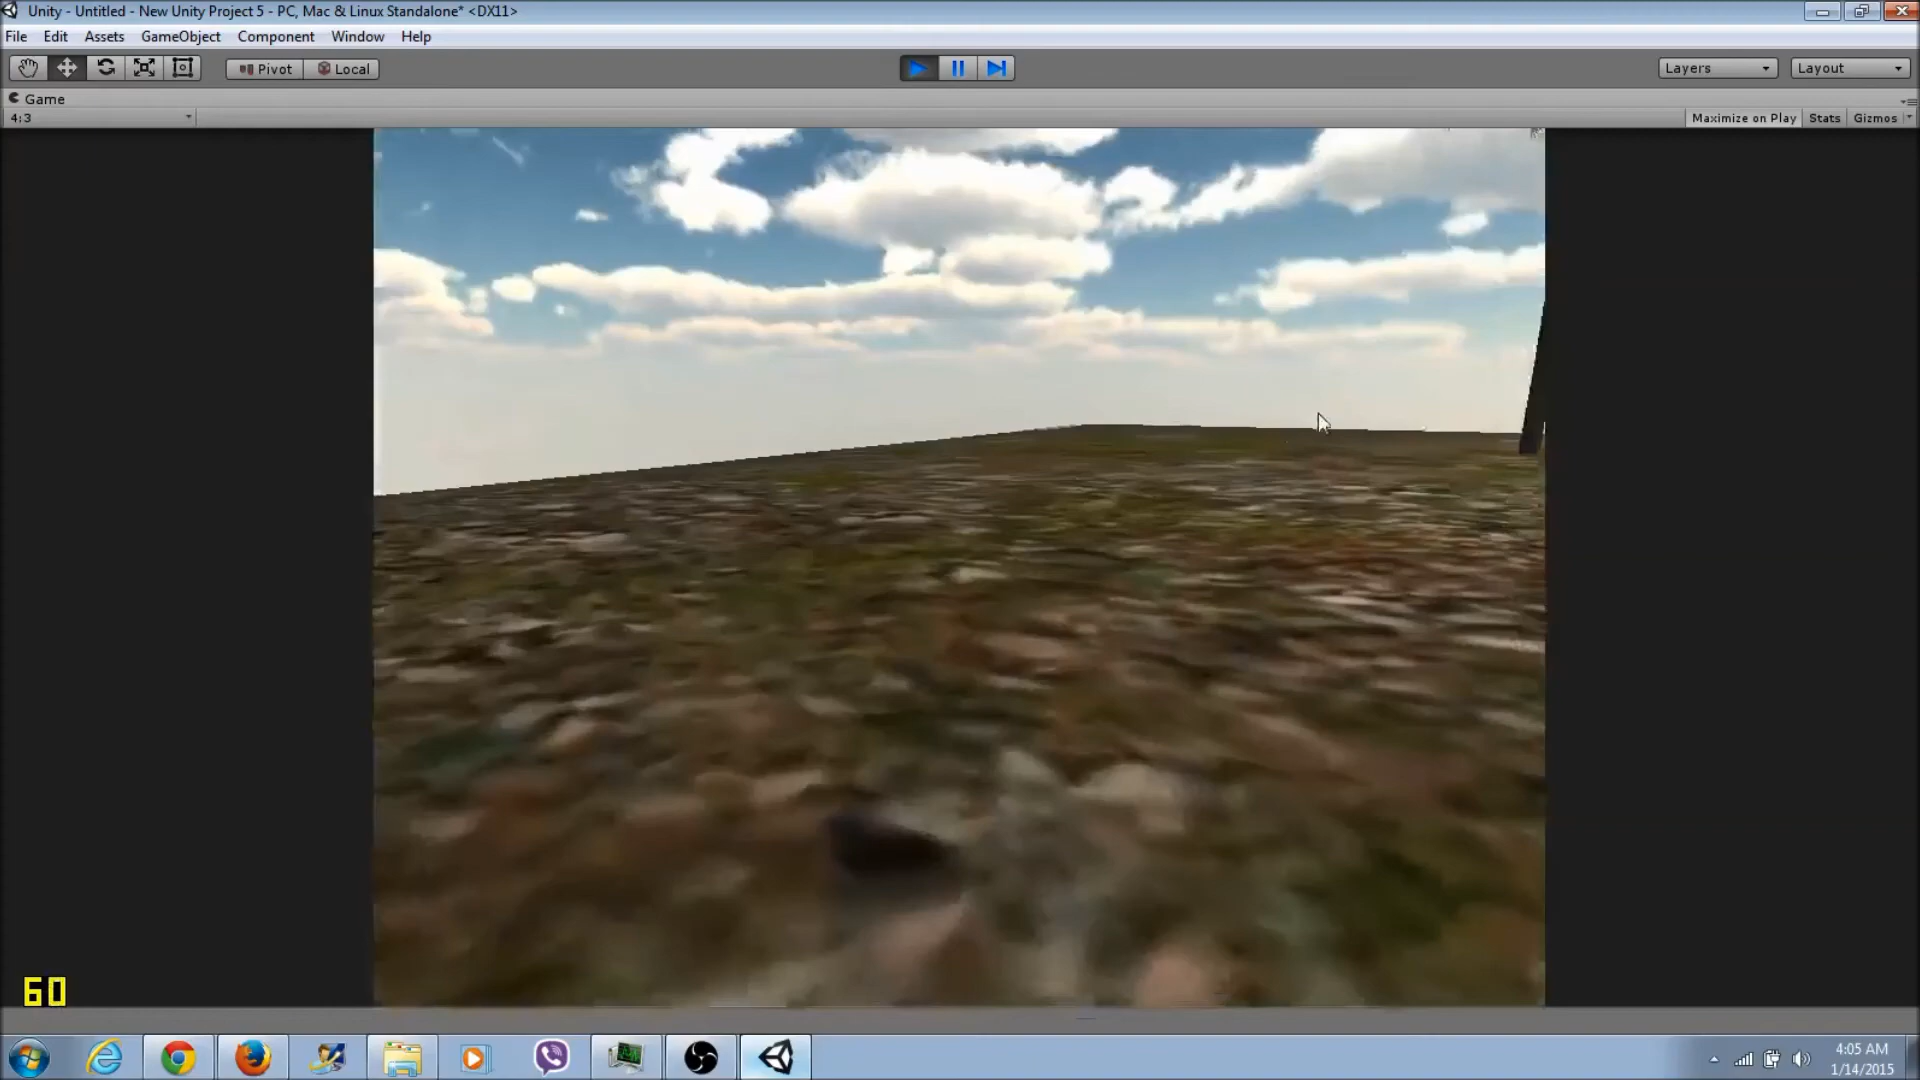 Unity - Untitled - New Unity Project 5 - PC, Mac & Linux Standalone* <DX11>
File Edit Assets GameObject Component Window Help
Pivot Local Layers Layout
Game
4:3 Maximize on Play Stats Gizmos
60
4:05 AM
1/14/2015